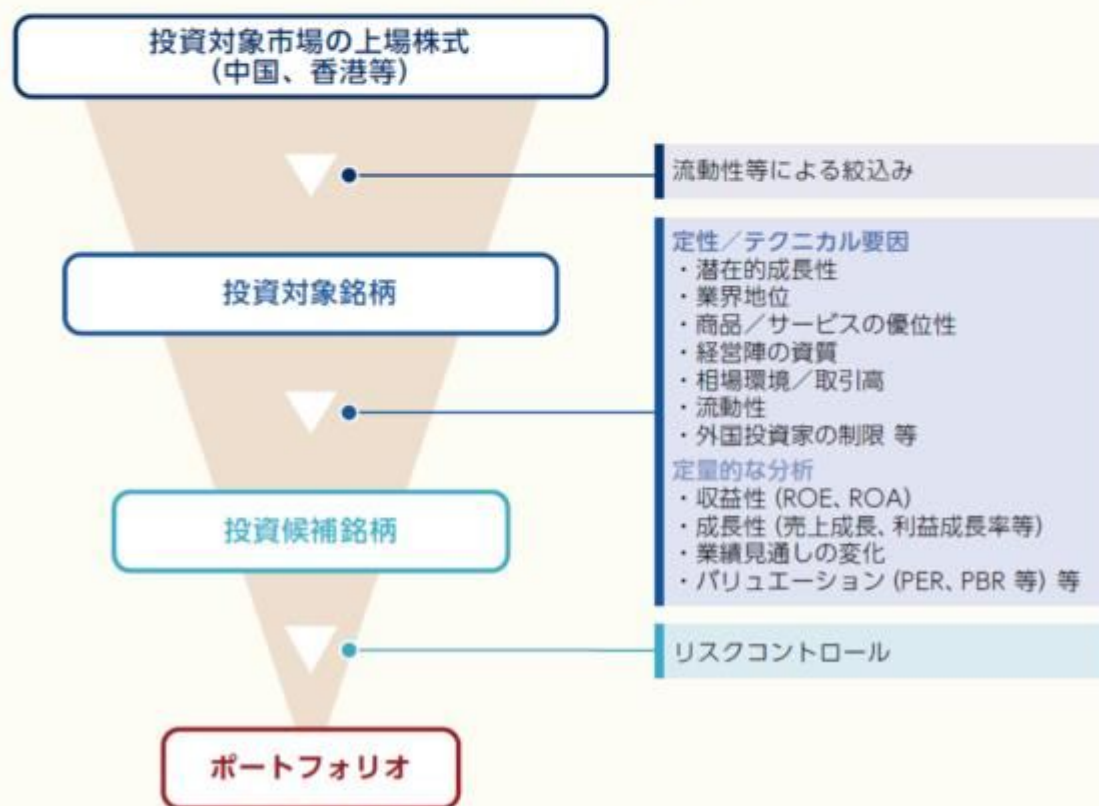 投資対象市場の上場株式
(中国、香港等)
流動性等による絞込み
投資対象銘柄
定性／テクニカル要因
・潜在的成長性
・業界地位
・商品／サービスの優位性
・経営陣の資質
・相場環境／取引高
・流動性
・外国投資家の制限 等
定量的な分析
・収益性 (ROE、ROA)
・成長性 (売上成長、利益成長率等)
・業績見通しの変化
・バリュエーション (PER、PBR 等) 等
投資候補銘柄
リスクコントロール
ポートフォリオ